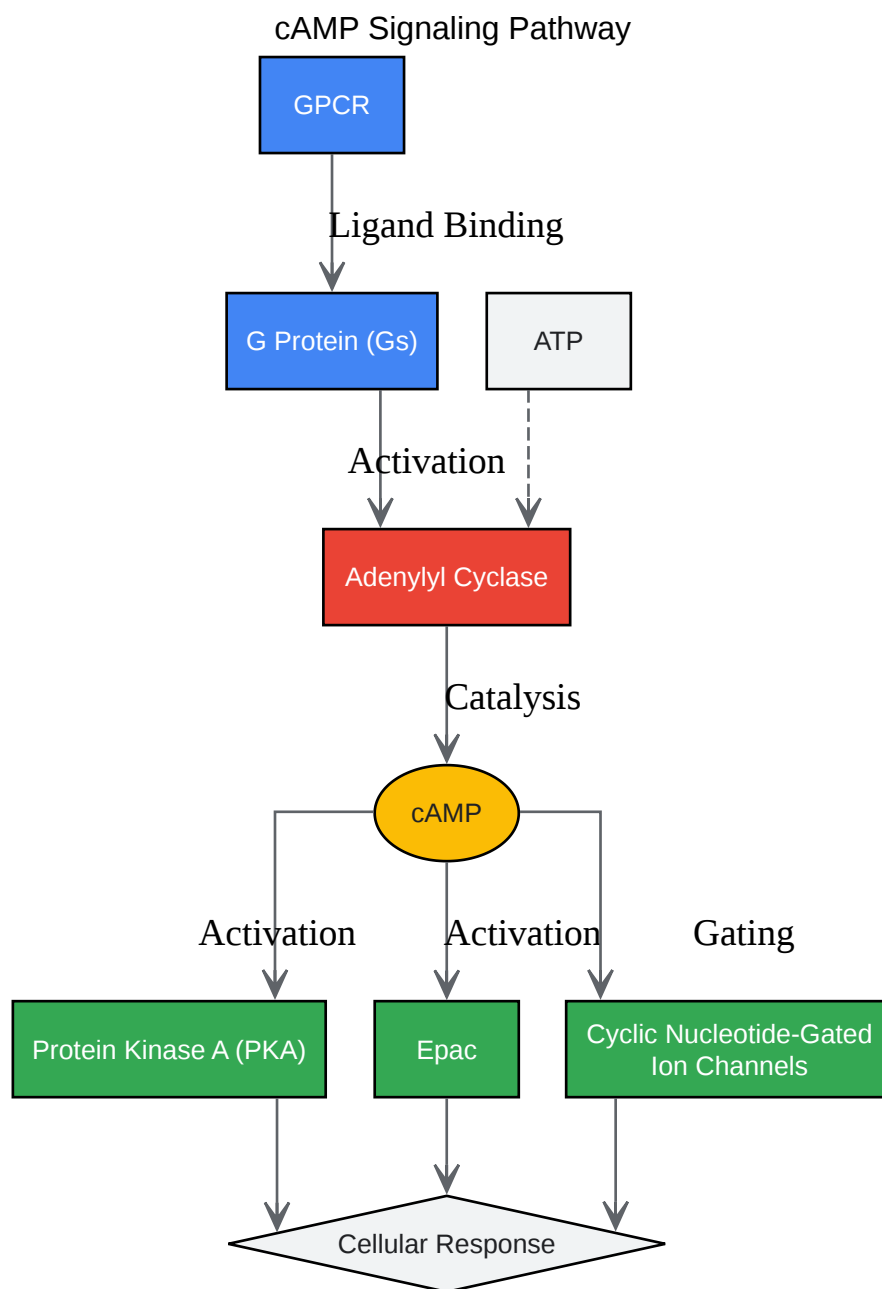 cAMP Signaling Pathway
GPCR
Ligand Binding
G Protein (Gs)
ATP
Activation
Adenylyl Cyclase
Catalysis
cAMP
Activation
Activation
Gating
Protein Kinase A (PKA)
Epac
Cyclic Nucleotide-Gated
Ion Channels
Cellular Response